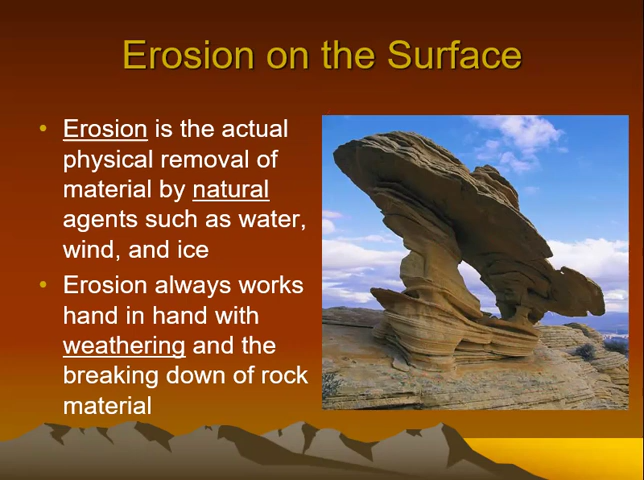 Erosion on the Surface
• Erosion is the actual
physical removal of
material by natural
agents such as water,
wind, and ice
• Erosion always works
hand in hand with
weathering and the
breaking down of rock
material